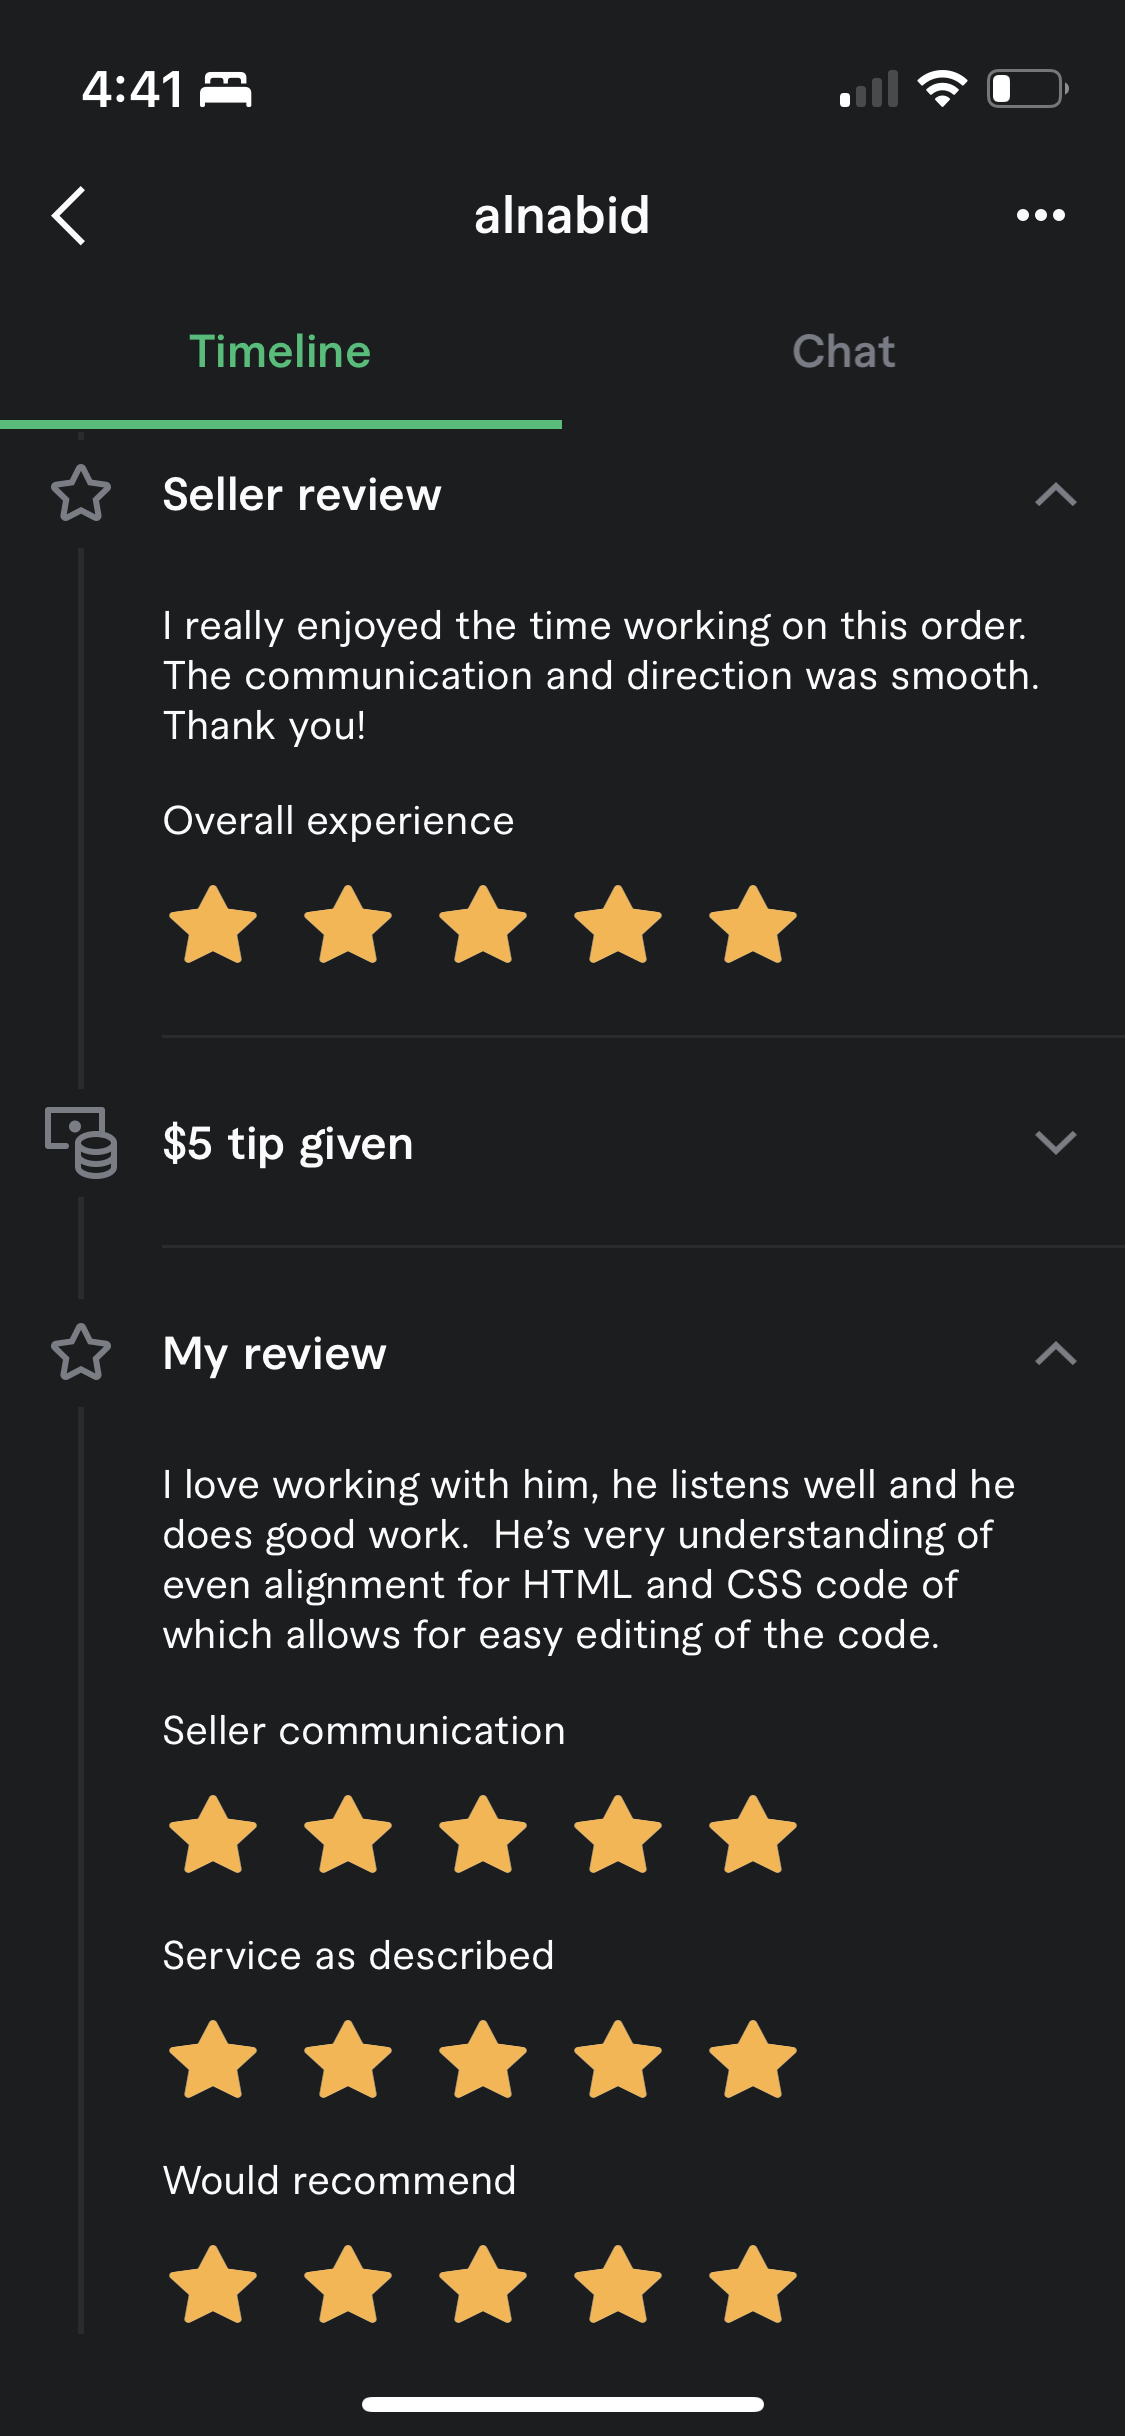 4:41
alnabid
Timeline
Chat
Seller review
I really enjoyed the time working on this order.
The communication and direction was smooth.
Thank you!
Overall experience
$5 tip given
My review
I love working with him, he listens well and he
does good work.  He’s very understanding of
even alignment for HTML and CSS code of
which allows for easy editing of the code.
Seller communication
Service as described
Would recommend